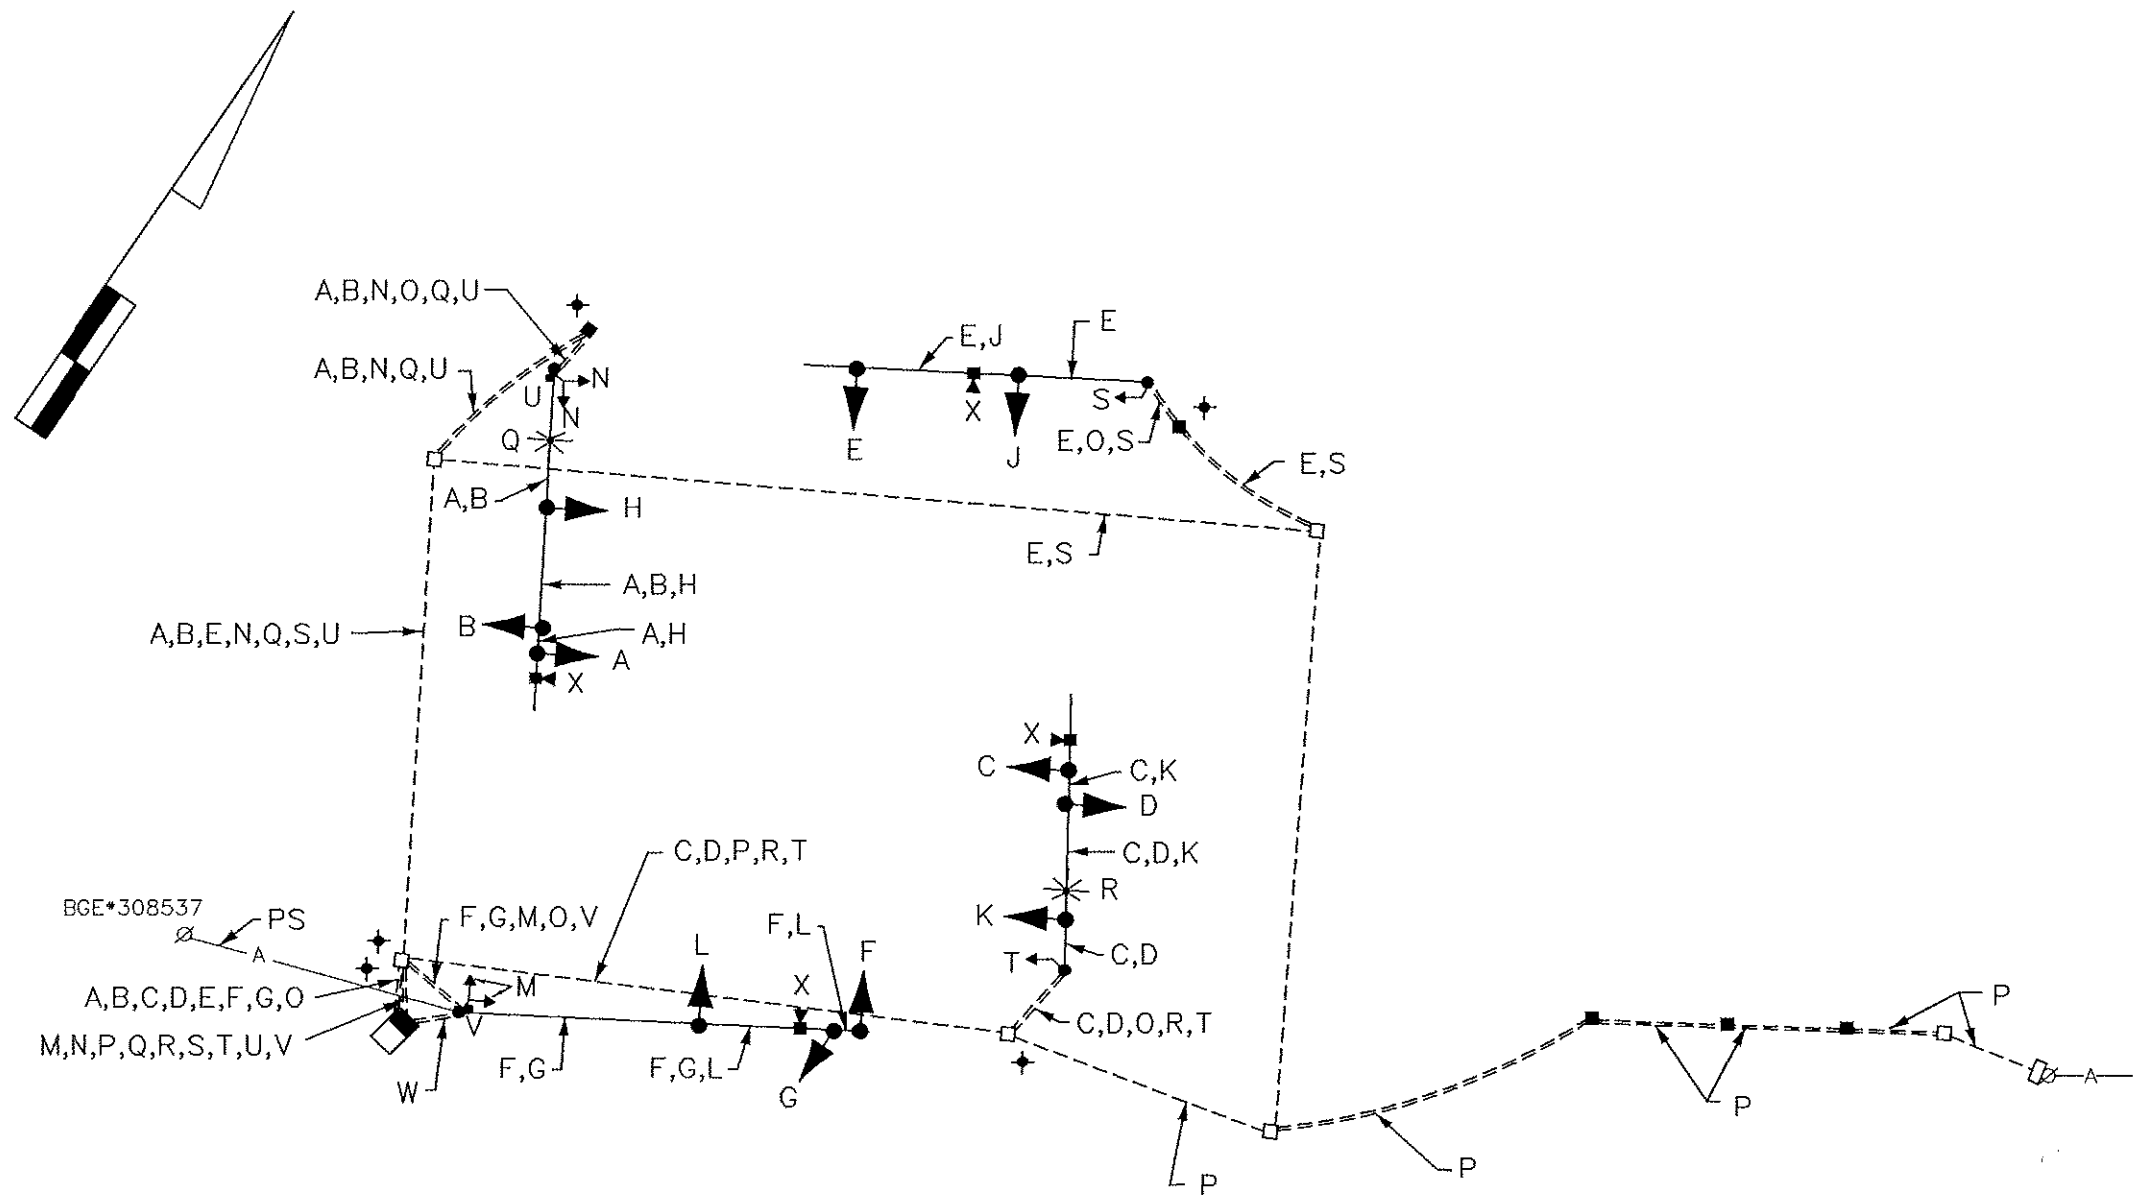 A,B,N,O,Q,U
E
E,J
A,B,N,Q,U
N
U
S
X
N
Q
E
J
E,O,S
E,S
A,B
H
E,S
A,B,H
B
A,H
A,B,E,N,Q,S,U
A
X
X
C
C,K
D
C,D,P,R,T
C,D,K
R
BGE*308537
PS
F,G,M,O,V
F,L
K
L
F
A
C,D
T
M
X
A,B,C,D,E,F,G,O
P
V
C,D,O,R,T
M,N,P,Q,R,S,T,U,V
F,G
F,G,L
A
W
G
P
P
P